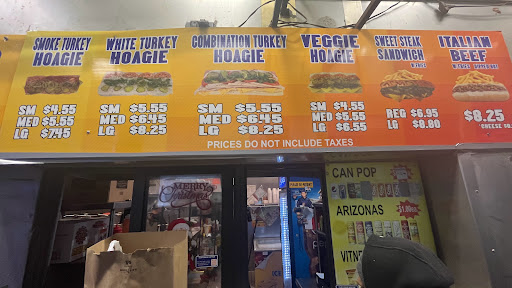 SMOKE TURKEY
HOAGIE
SM $4.55
MED $5.55
LG $7.45
WHITE TURKEY
HOAGIE
SM $5.55
MED $6.45
LG $8.25
COMBINATION TURKEY
HOAGIE
SM $5.55
MED $6.45
LG $8.25
VEGGIE
HOAGIE
SM $4.55
MED $5.55
LG $6.55
SWEET STEAK
SANDWICH
REG $6.95
LG $8.80
ITALIAN
BEEF
$8.25
CHEESE
PRICES DO NOT INCLUDE TAXES
MERRY
CAN POP
ARIZONAS